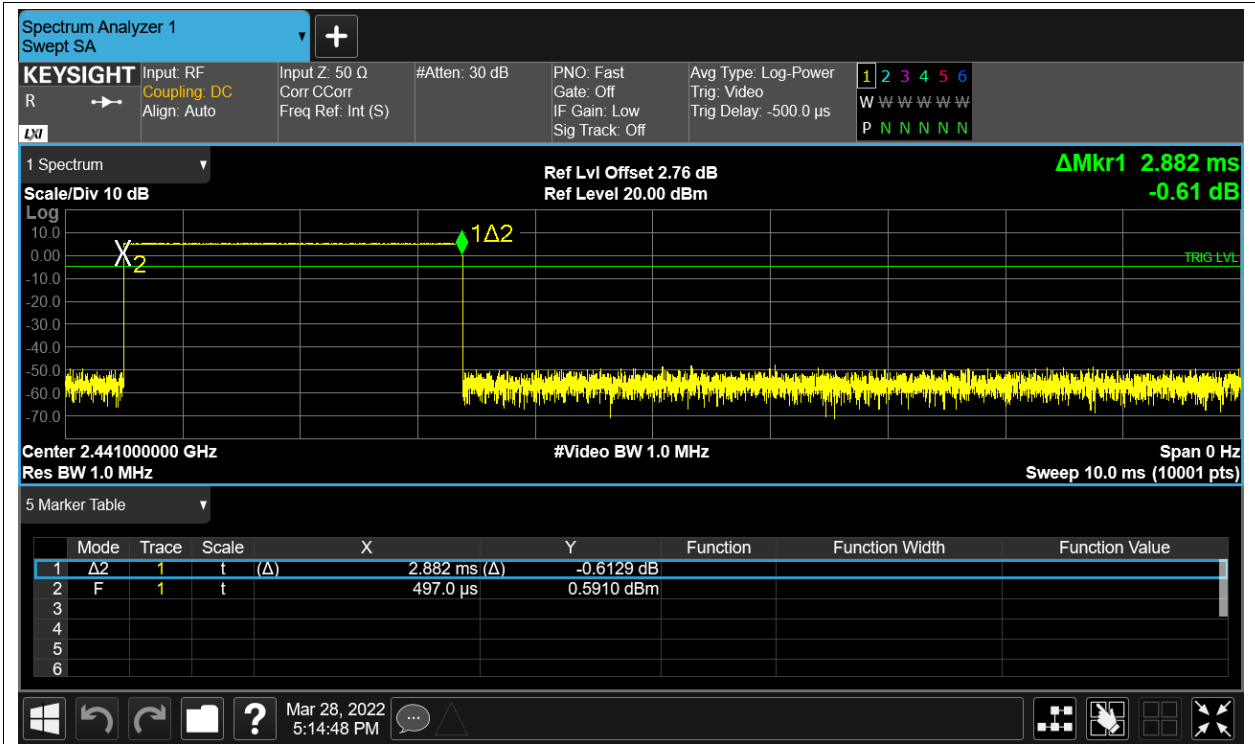 Spectrum Analyzer 1
Swept SA
KEYSIGHT
R
LXI
Input: RF
Coupling: DC
Align: Auto
Input Z: 50 Ω
Corr CCorr
Freq Ref: Int (S)
#Atten: 30 dB
PNO: Fast
Gate: Off
IF Gain: Low
Sig Track: Off
Avg Type: Log-Power
Trig: Video
Trig Delay: -500.0 µs
1 2 3 4 5 6
W W W W W W
P N N N N N
1 Spectrum
Scale/Div 10 dB
Ref Lvl Offset 2.76 dB
Ref Level 20.00 dBm
ΔMkr1 2.882 ms
-0.61 dB
Log
10.0
0.00
-10.0
-20.0
-30.0
-40.0
-50.0
-60.0
-70.0
X2
1Δ2
TRIG LVL
Center 2.441000000 GHz
Res BW 1.0 MHz
#Video BW 1.0 MHz
Span 0 Hz
Sweep 10.0 ms (10001 pts)
5 Marker Table
Mode Trace Scale X Y Function Function Width Function Value
1 Δ2 1 t (Δ) 2.882 ms (Δ) -0.6129 dB
2 F 1 t 497.0 µs 0.5910 dBm
3
4
5
6
?
Mar 28, 2022
5:14:48 PM